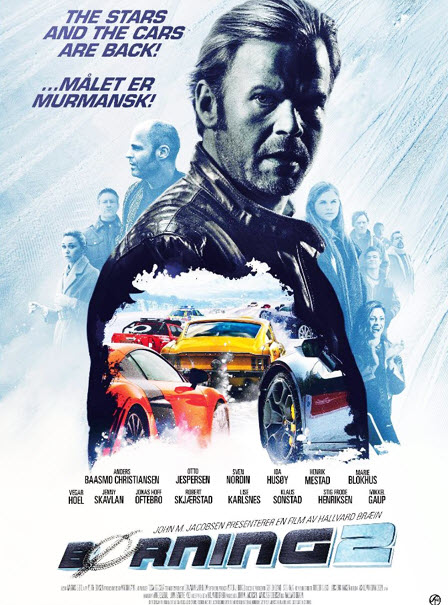 THE STARS
AND THE CARS
ARE BACK!
...MÅLET ER
MURMANSK!
ANDERS BAASMO CHRISTIANSEN OTTO JESPERSEN SVEN NORDIN IDA HUSØY HENRIK MESTAD MARIE BLOKHUS
VEGAR HOEL JENNY SKAVLAN JONAS HOFF OFTEBRO ROBERT SKJÆRSTAD LISE KARLSNES KLAUS SONSTAD STIG FRODE HENRIKSEN VIKKEL GAUP
JOHN M. JACOBSEN PRESENTERER EN FILM AV HALLVARD BRÆIN
BØRNING 2